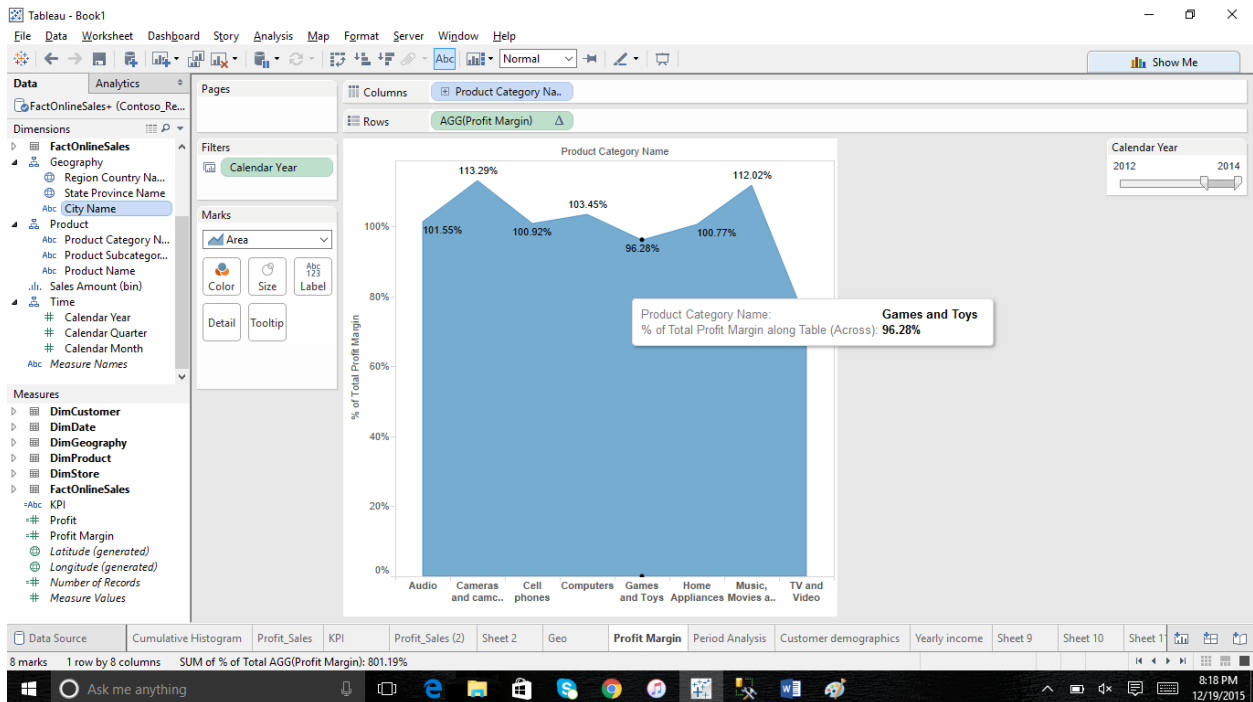 Tableau - Book1
File Data Worksheet Dashboard Story Analysis Map Format Server Window Help
Abc Normal Show Me
Data Analytics
FactOnlineSales+ (Contoso_Re...
Dimensions
FactOnlineSales
Geography
Region Country Na...
State Province Name
Abc City Name
Product
Abc Product Category N...
Abc Product Subcategor...
Abc Product Name
Sales Amount (bin)
Time
# Calendar Year
# Calendar Quarter
# Calendar Month
Abc Measure Names
Measures
DimCustomer
DimDate
DimGeography
DimProduct
DimStore
FactOnlineSales
=Abc KPI
=# Profit
=# Profit Margin
Latitude (generated)
Longitude (generated)
=# Number of Records
# Measure Values
Pages
Filters
Calendar Year
Marks
Area
Color Size Abc 123 Label
Detail Tooltip
Columns Product Category Na..
Rows AGG(Profit Margin) Δ
Product Category Name
% of Total Profit Margin
100%
80%
60%
40%
20%
0%
101.55%
113.29%
100.92%
103.45%
96.28%
100.77%
112.02%
Product Category Name: Games and Toys
% of Total Profit Margin along Table (Across): 96.28%
Audio Cameras Cell Computers Games Home Music, TV and
and camc.. phones and Toys Appliances Movies a.. Video
Calendar Year
2012 2014
Data Source Cumulative Histogram Profit_Sales KPI Profit_Sales (2) Sheet 2 Geo Profit Margin Period Analysis Customer demographics Yearly income Sheet 9 Sheet 10 Sheet 1
8 marks 1 row by 8 columns SUM of % of Total AGG(Profit Margin): 801.19%
Ask me anything
8:18 PM
12/19/2015